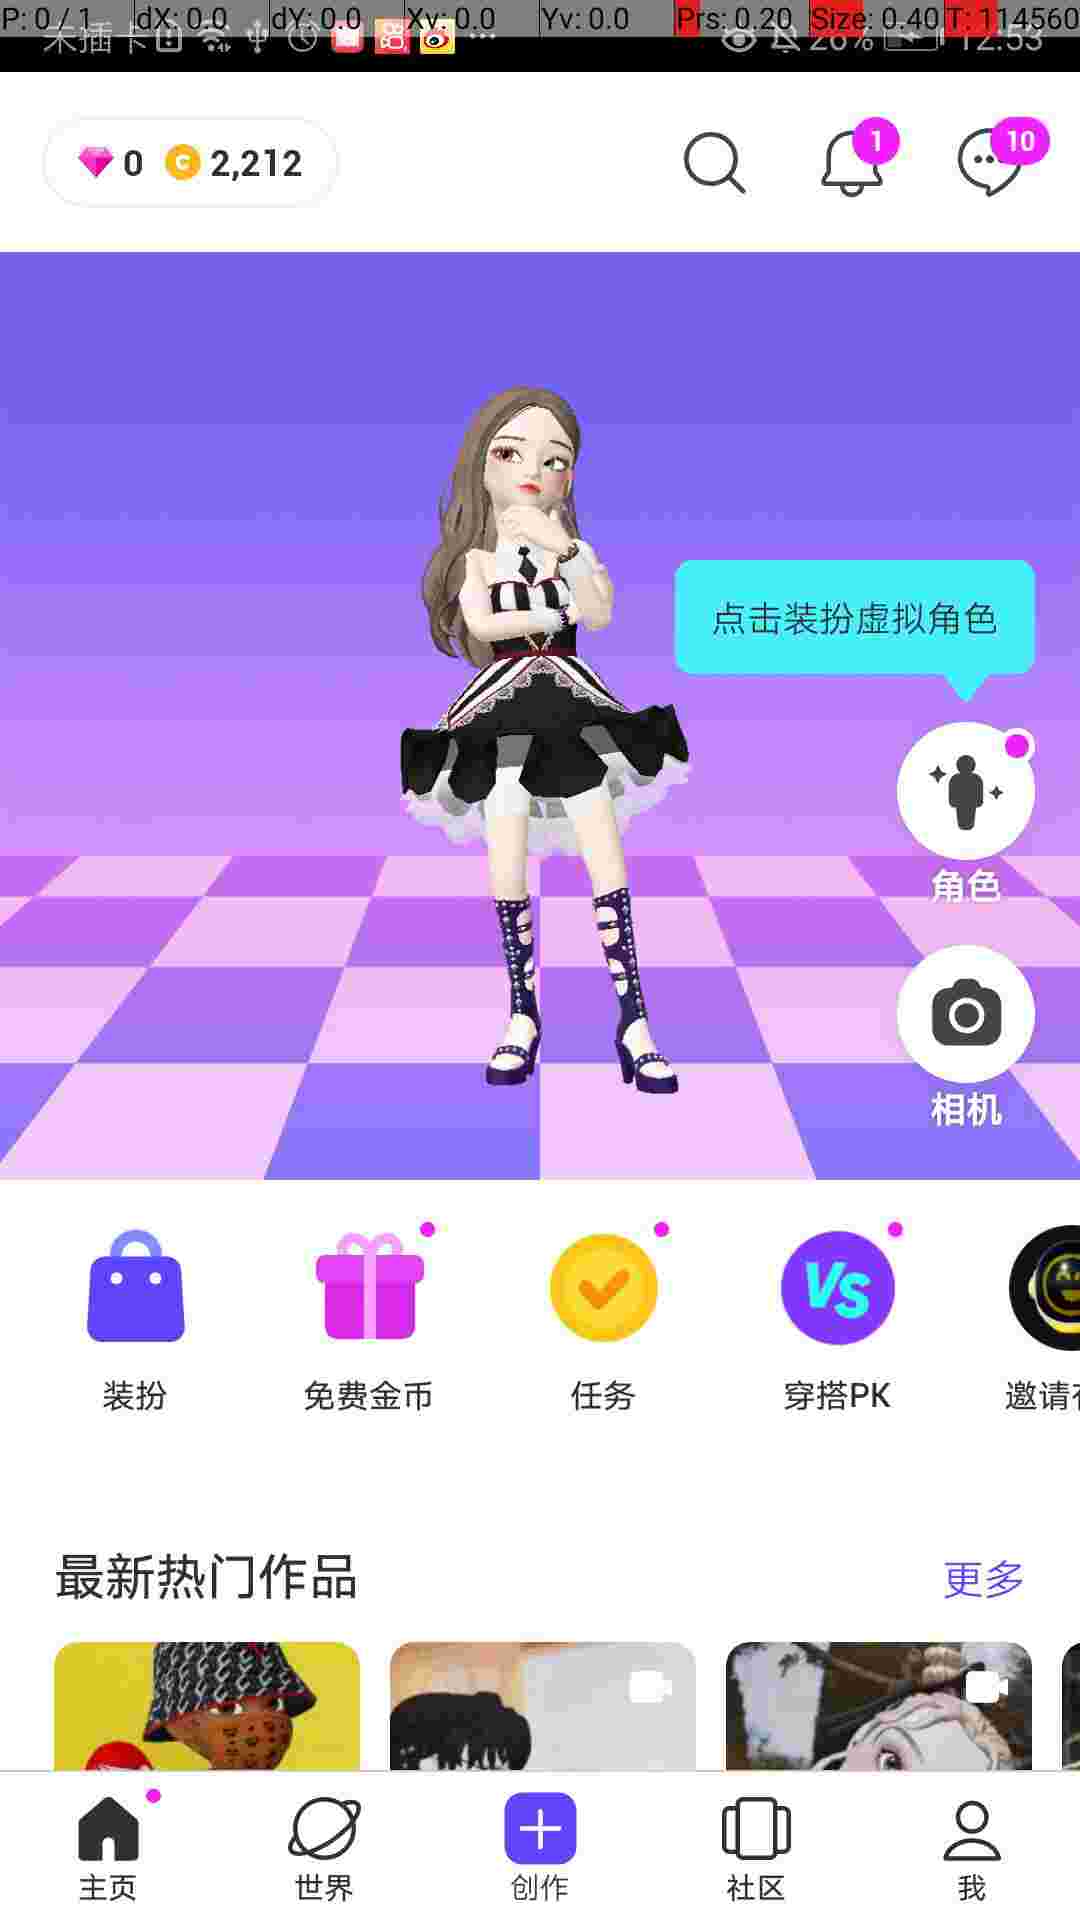 P: 0 / 1 dX: 0.0 dY: 0.0 Xv: 0.0 Yv: 0.0 Prs: 0.20 Size: 0.40 T: 114560
未插卡 26% 12:53
0 C 2,212 1 10
点击装扮虚拟角色
角色
相机
VS
装扮 免费金币 任务 穿搭PK 邀请
最新热门作品 更多
主页 世界 创作 社区 我